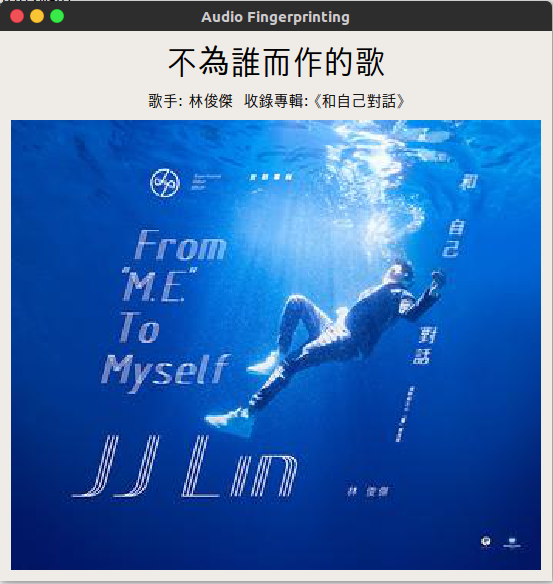 Audio Fingerprinting
不為誰而作的歌
歌手: 林俊傑 收錄專輯:《和自己對話》
From
"M.E."
To
Myself
和
自己
對話
JJ Lin
林俊傑